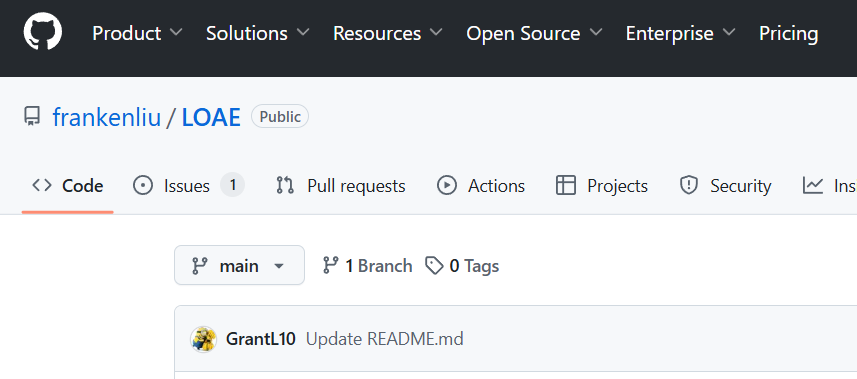 Product Solutions Resources Open Source Enterprise Pricing
frankenliu / LOAE Public
Code Issues 1 Pull requests Actions Projects Security Ins
main 1 Branch 0 Tags
GrantL10 Update README.md